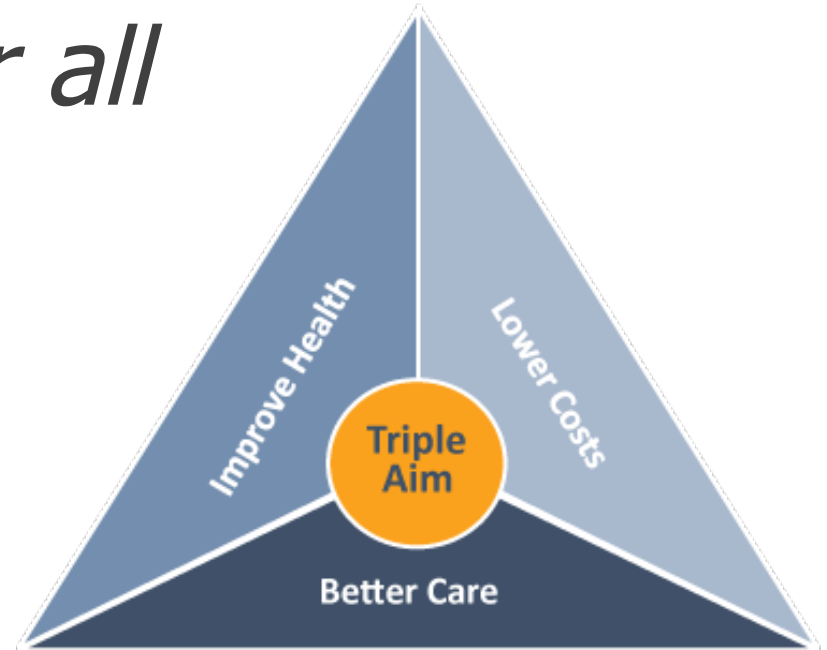 r all
Improve Health
Lower Costs
Triple
Aim
Better Care